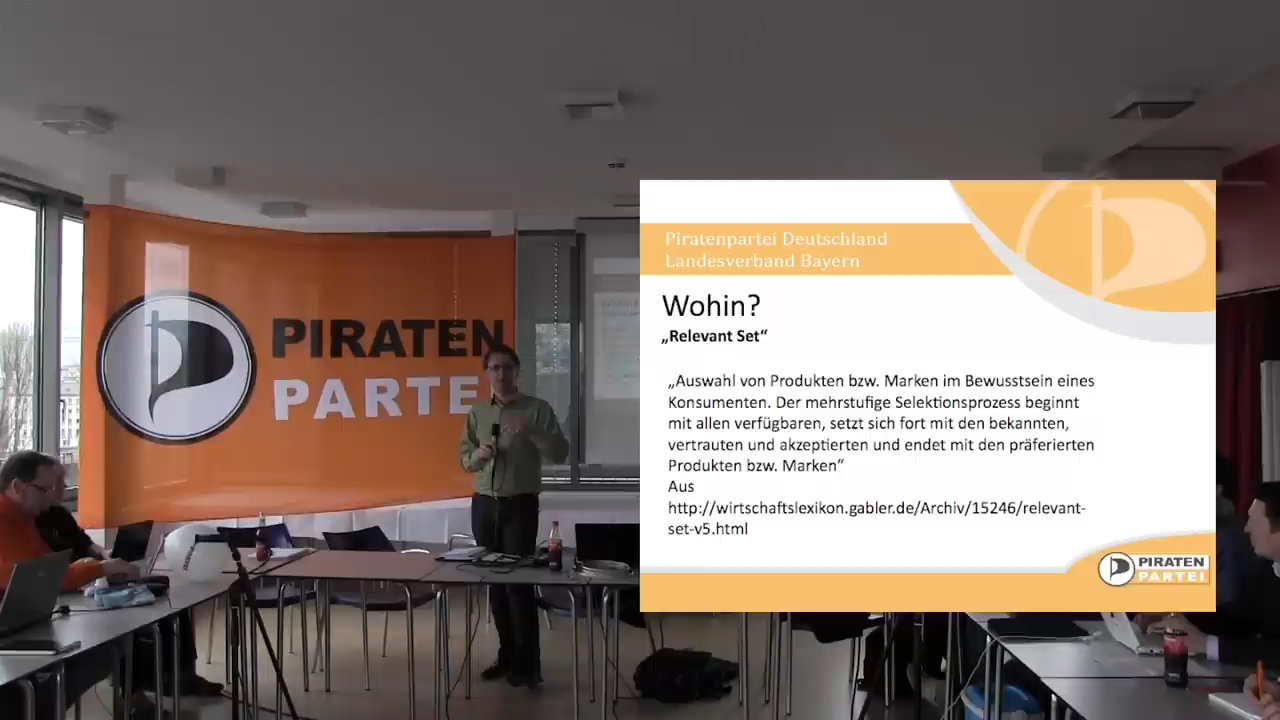 PIRATEN
PARTE
Piratenpartei Deutschland
Landesverband Bayern
Wohin?
„Relevant Set“
„Auswahl von Produkten bzw. Marken im Bewusstsein eines
Konsumenten. Der mehrstufige Selektionsprozess beginnt
mit allen verfügbaren, setzt sich fort mit den bekannten,
vertrauten und akzeptierten und endet mit den präferierten
Produkten bzw. Marken“
Aus
http://wirtschaftslexikon.gabler.de/Archiv/15246/relevant-
set-v5.html
PIRATEN
PARTEI